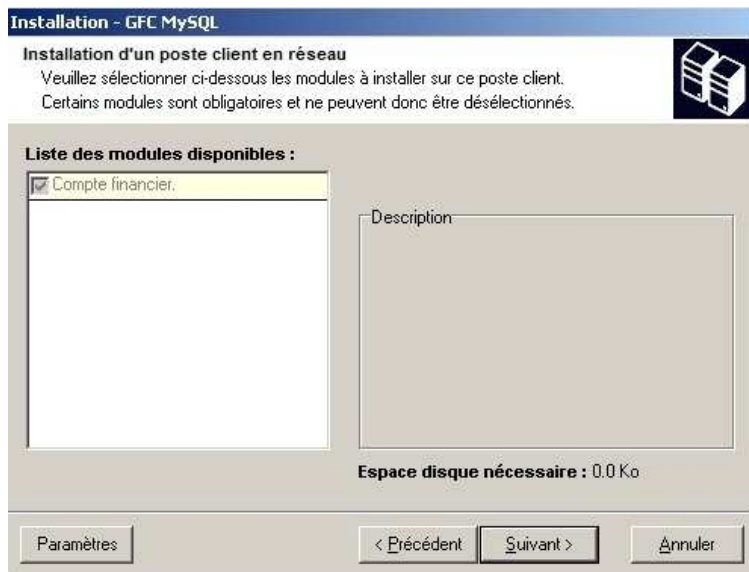 Installation - GFC MySQL
Installation d'un poste client en réseau
Veuillez sélectionner ci-dessous les modules à installer sur ce poste client.
Certains modules sont obligatoires et ne peuvent donc être désélectionnés.
Liste des modules disponibles :
Compte financier.
Description
Espace disque nécessaire : 0.0 Ko
Paramètres
< Précédent
Suivant >
Annuler